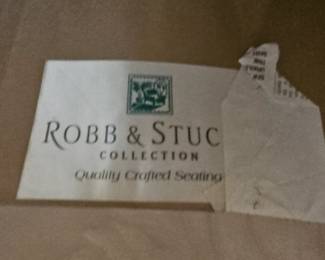 ROBB & STUC
COLLECTION
Quality Crafted Seating